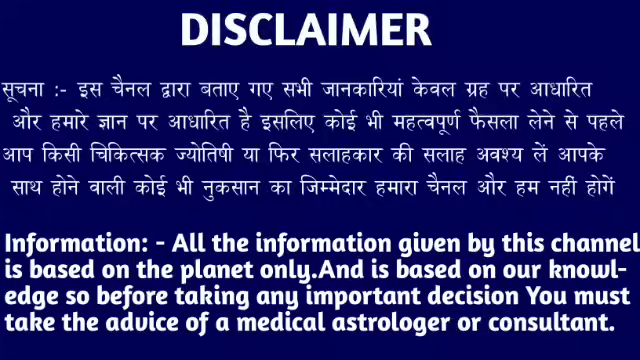 DISCLAIMER
सूचना :- इस चैनल द्वारा बताए गए सभी जानकारियां केवल ग्रह पर आधारित
और हमारे ज्ञान पर आधारित है इसलिए कोई भी महत्वपूर्ण फैसला लेने से पहले
आप किसी चिकित्सक ज्योतिषी या फिर सलाहकार की सलाह अवश्य लें आपके
साथ होने वाली कोई भी नुकसान का जिम्मेदार हमारा चैनल और हम नहीं होगें
Information: - All the information given by this channel
is based on the planet only.And is based on our knowl-
edge so before taking any important decision You must
take the advice of a medical astrologer or consultant.